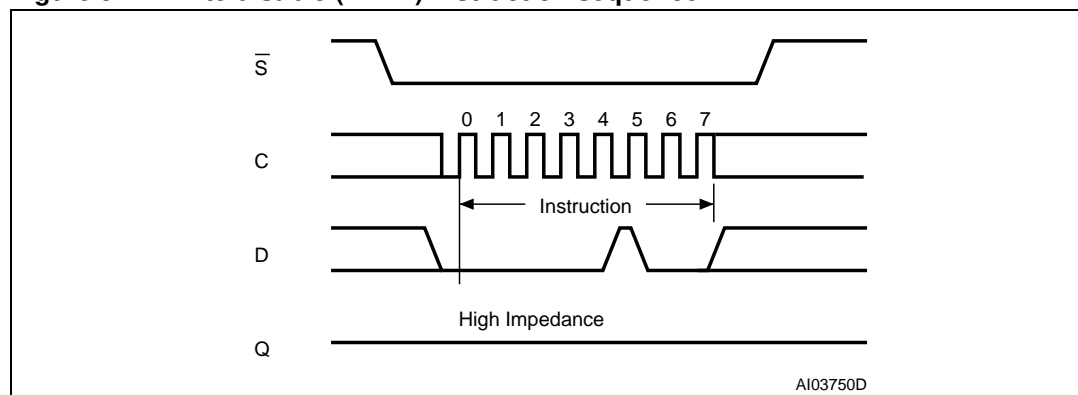 S̅
0 1 2 3 4 5 6 7
C
Instruction
D
High Impedance
Q
AI03750D